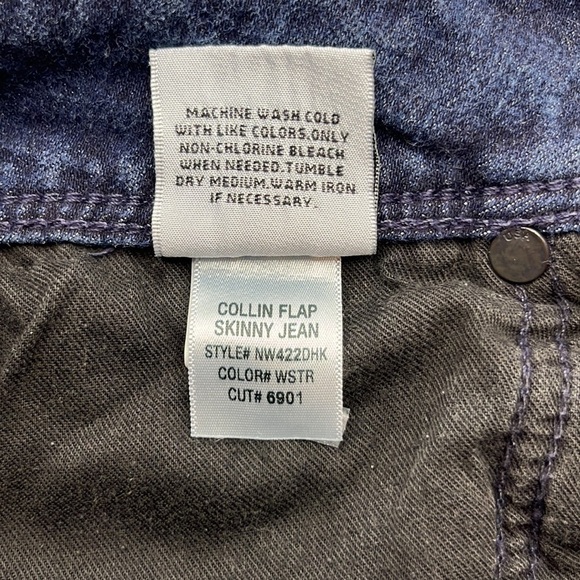 MACHINE WASH COLD
WITH LIKE COLORS.ONLY
NON-CHLORINE BLEACH
WHEN NEEDED.TUMBLE
DRY MEDIUM.WARM IRON
IF NECESSARY.
COLLIN FLAP
SKINNY JEAN
STYLE# NW422DHK
COLOR# WSTR
CUT# 6901